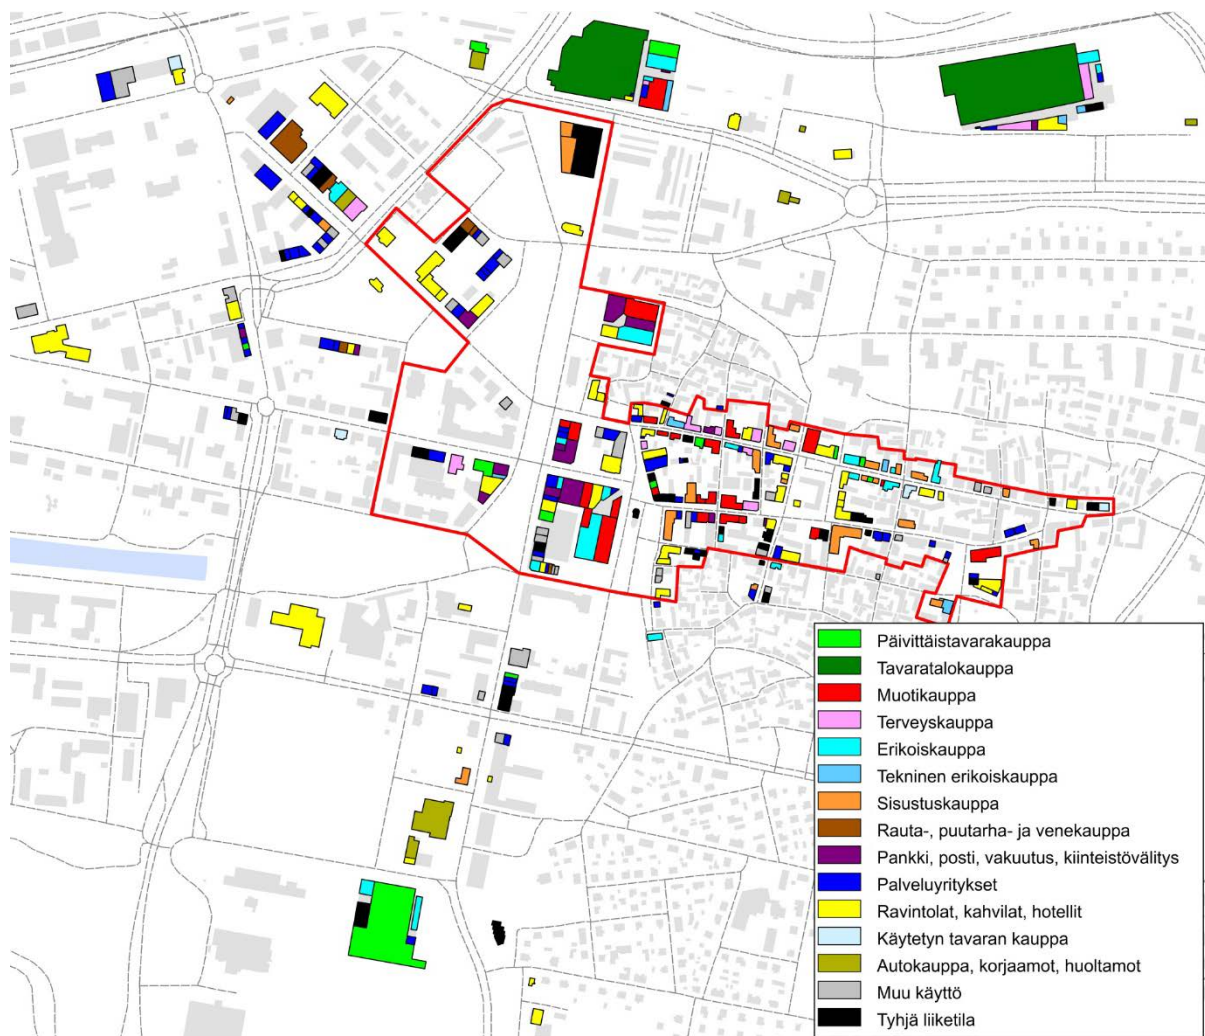 Päivittäistavarakauppa
Tavaratalokauppa
Muotikauppa
Terveyskauppa
Erikoiskauppa
Tekninen erikoiskauppa
Sisustuskauppa
Rauta-, puutarha- ja venekauppa
Pankki, posti, vakuutus, kiinteistövälitys
Palveluyritykset
Ravintolat, kahvilat, hotellit
Käytetyn tavaran kauppa
Autokauppa, korjaamot, huoltamot
Muu käyttö
Tyhjä liiketila